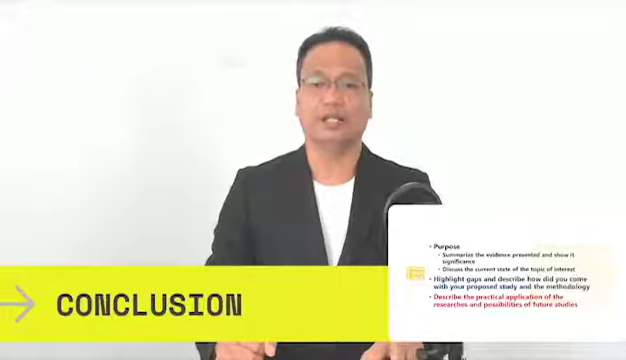 CONCLUSION
• Purpose
• Summarize the evidence presented and show it
significance
• Discuss the current state of the topic of interest
• Highlight gaps and describe how did you come
with your proposed study and the methodology
• Describe the practical application of the
researches and possibilities of future studies